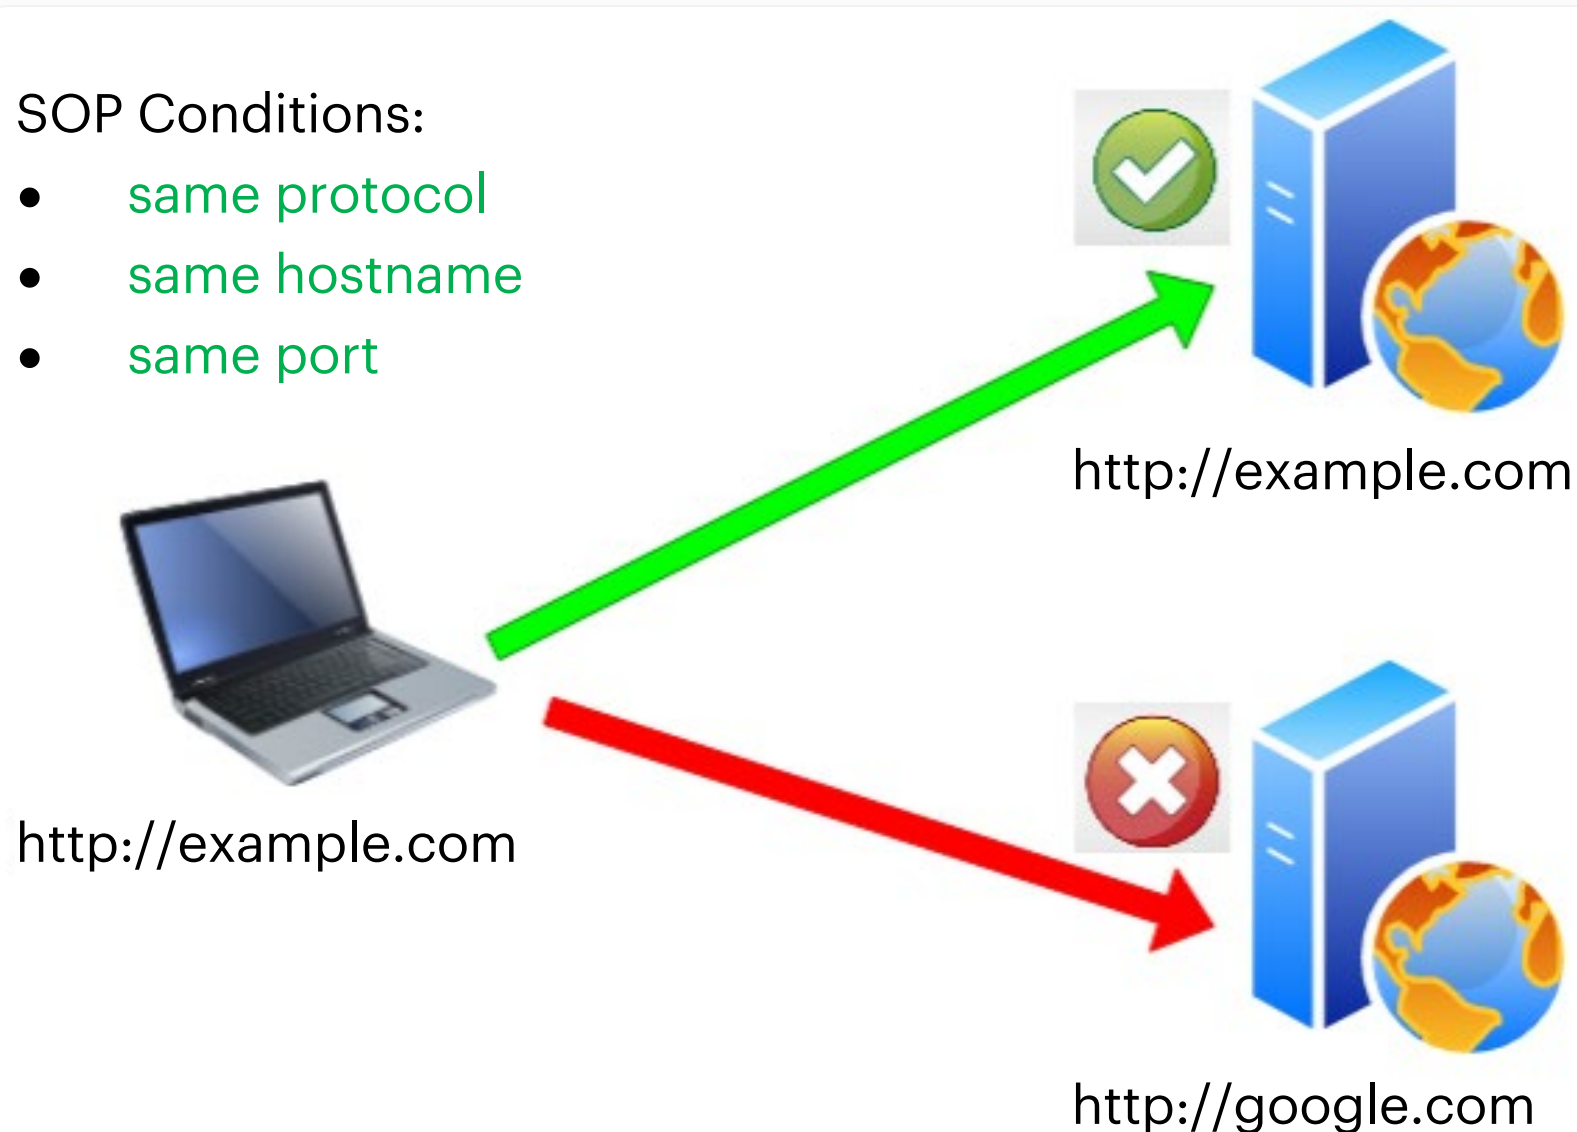 SOP Conditions:
● same protocol
● same hostname
● same port
http://example.com
http://example.com
http://google.com